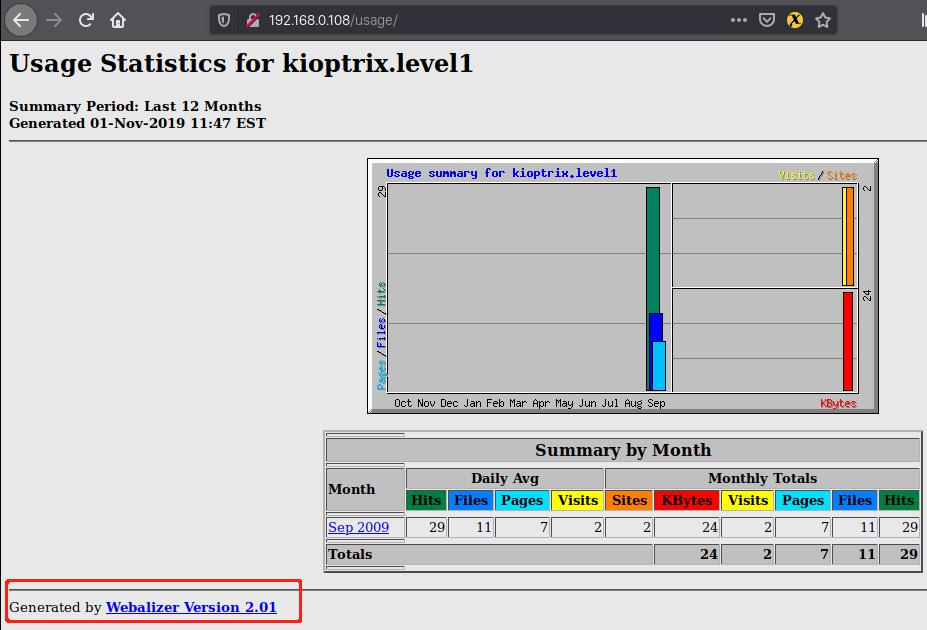 192.168.0.108/usage/
Usage Statistics for kioptrix.level1
Summary Period: Last 12 Months
Generated 01-Nov-2019 11:47 EST
Usage summary for kioptrix.level1
Visits/Sites
29
2
24
Pages/Files/Hits
Oct Nov Dec Jan Feb Mar Apr May Jun Jul Aug Sep
KBytes
Summary by Month
Month
Daily Avg Monthly Totals
Hits Files Pages Visits Sites KBytes Visits Pages Files Hits
Sep 2009 29 11 7 2 2 24 2 7 11 29
Totals 24 2 7 11 29
Generated by Webalizer Version 2.01